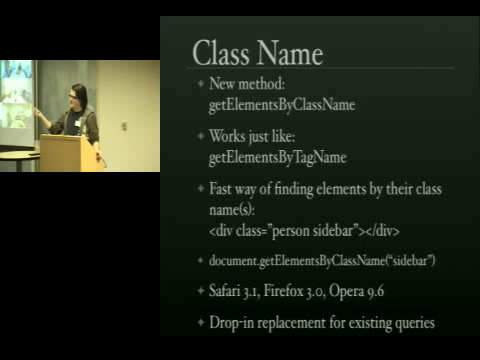 Class Name
New method:
getElementsByClassName
Works just like:
getElementsByTagName
Fast way of finding elements by their class
name(s):
<div class="person sidebar"></div>
document.getElementsByClassName("sidebar")
Safari 3.1, Firefox 3.0, Opera 9.6
Drop-in replacement for existing queries